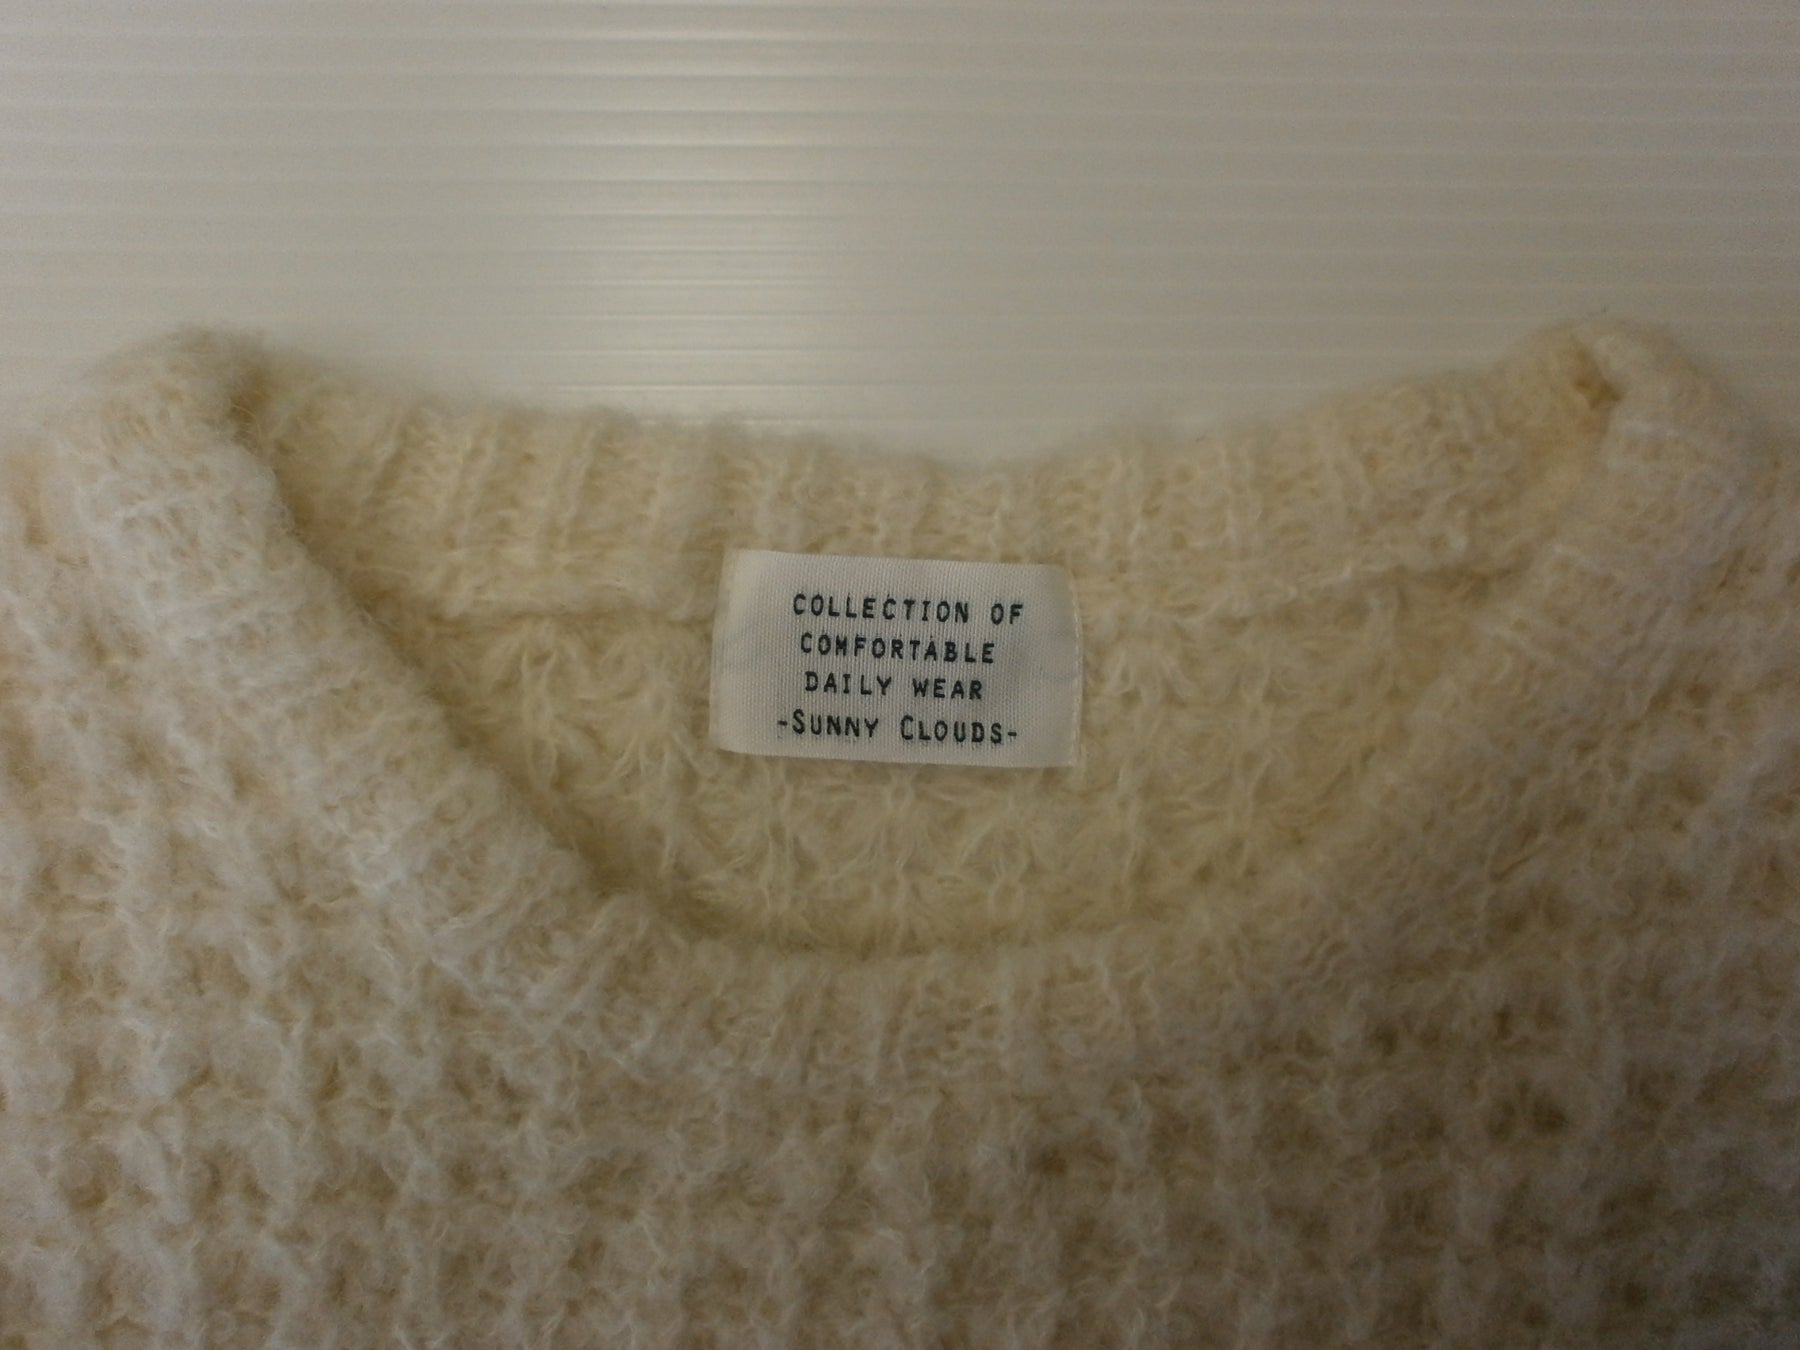 COLLECTION OF
COMFORTABLE
DAILY WEAR
-SUNNY CLOUDS-